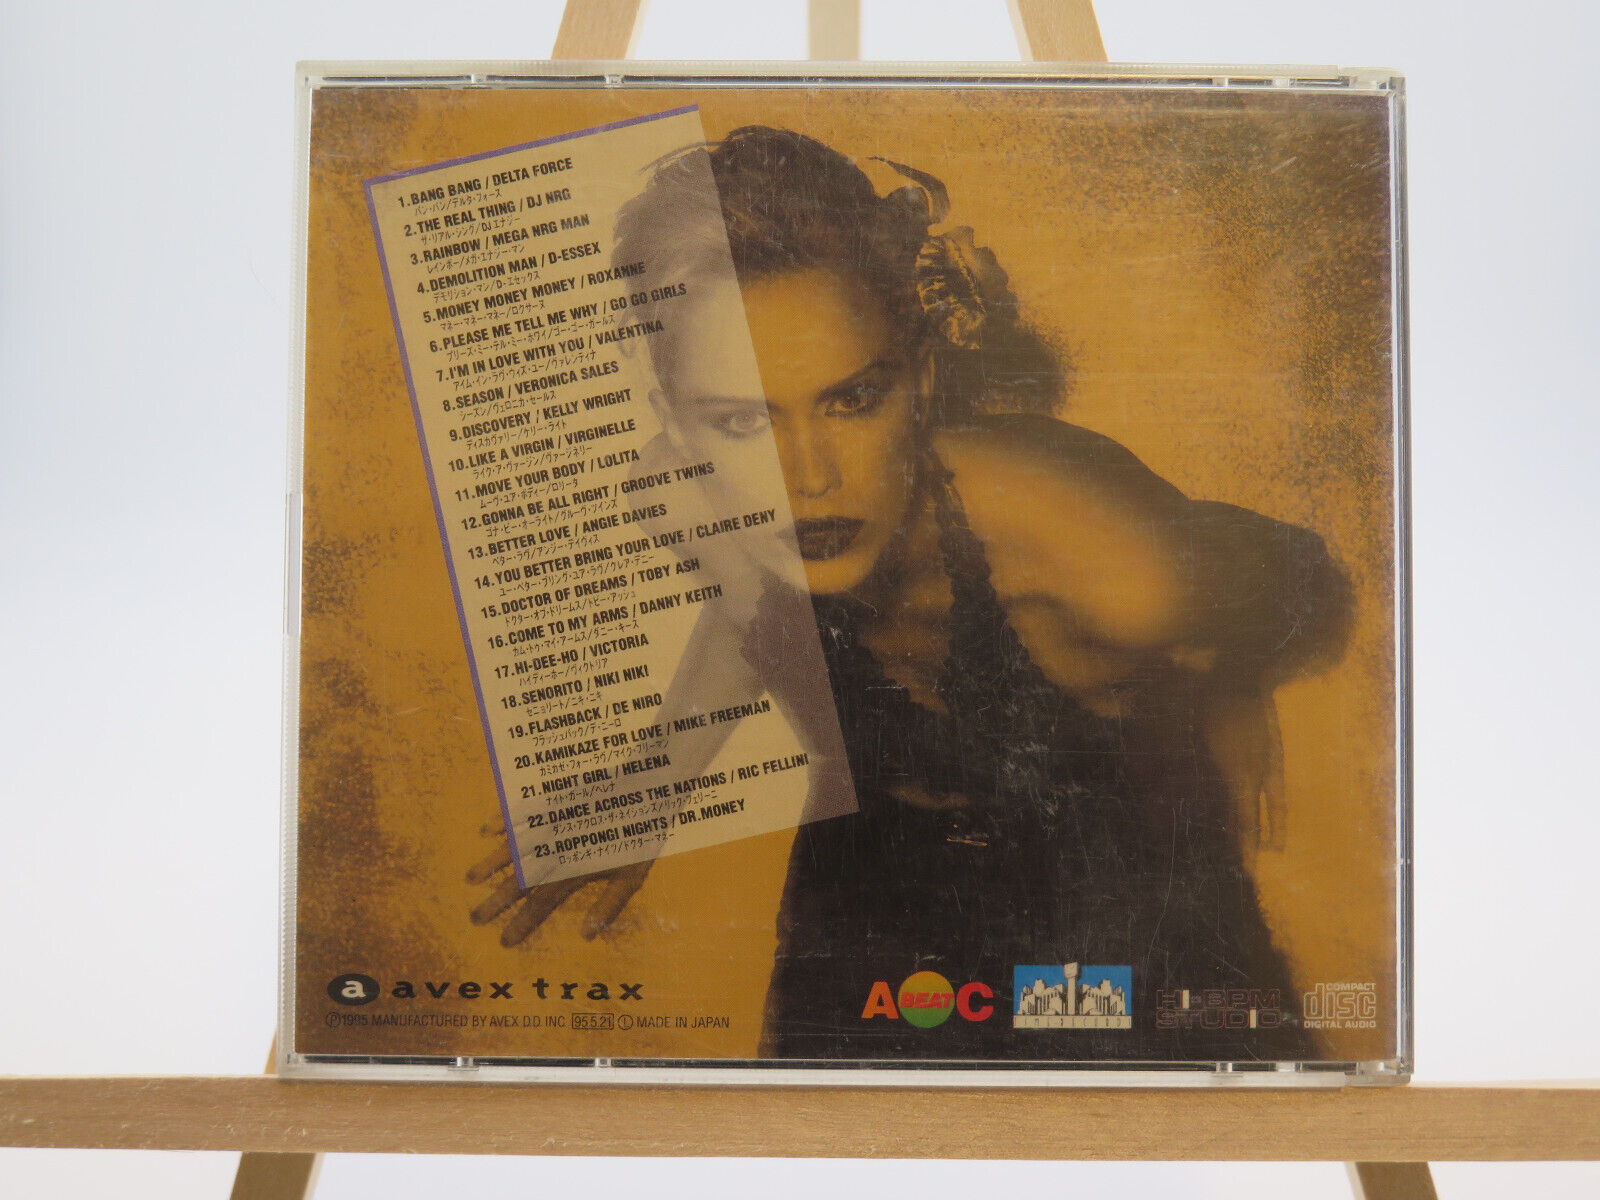 1.BANG BANG / DELTA FORCE
バン・バン/デルタ・フォース
2.THE REAL THING / DJ NRG
ザ・リアル・シング/DJ エナジー
3.RAINBOW / MEGA NRG MAN
レインボー/メガ・エナジー・マン
4.DEMOLITION MAN / D-ESSEX
デモリション・マン/D・エセックス
5.MONEY MONEY MONEY / ROXANNE
マネー・マネー・マネー/ロクサーヌ
6.PLEASE ME TELL ME WHY / GO GO GIRLS
プリーズ・ミー・テル・ミー・ホワイ/ゴー・ゴー・ガールズ
7.I'M IN LOVE WITH YOU / VALENTINA
アイム・イン・ラヴ・ウィズ・ユー/ヴァレンティナ
8.SEASON / VERONICA SALES
シーズン/ヴェロニカ・セールス
9.DISCOVERY / KELLY WRIGHT
ディスカヴァリー/ケリー・ライト
10.LIKE A VIRGIN / VIRGINELLE
ライク・ア・ヴァージン/ヴァージネリー
11.MOVE YOUR BODY / LOLITA
ムーヴ・ユア・ボディー/ロリータ
12.GONNA BE ALL RIGHT / GROOVE TWINS
ゴナ・ビー・オーライト/グルーヴ・ツインズ
13.BETTER LOVE / ANGIE DAVIES
ベター・ラヴ/アンジー・デイヴィス
14.YOU BETTER BRING YOUR LOVE / CLAIRE DENY
ユー・ベター・ブリング・ユア・ラヴ/クレア・デニー
15.DOCTOR OF DREAMS / TOBY ASH
ドクター・オブ・ドリームス/トビー・アッシュ
16.COME TO MY ARMS / DANNY KEITH
カム・トゥ・マイ・アームス/ダニー・キース
17.HI-DEE-HO / VICTORIA
ハイディーホー/ヴィクトリア
18.SENORITO / NIKI NIKI
セニョリート/ニキ・ニキ
19.FLASHBACK / DE NIRO
フラッシュバック/デ・ニーロ
20.KAMIKAZE FOR LOVE / MIKE FREEMAN
カミカゼ・フォー・ラヴ/マイク・フリーマン
21.NIGHT GIRL / HELENA
ナイト・ガール/ヘレナ
22.DANCE ACROSS THE NATIONS / RIC FELLINI
ダンス・アクロス・ザ・ネイションズ/リック・フェリーニ
23.ROPPONGI NIGHTS / DR.MONEY
ロッポンギ・ナイツ/ドクター・マネー
a avex trax
Ⓟ1995 MANUFACTURED BY AVEX D.D. INC. 95.5.21 Ⓛ MADE IN JAPAN
A BEAT C
TIME RECORD
HI-BPM STUDIO
COMPACT disc DIGITAL AUDIO